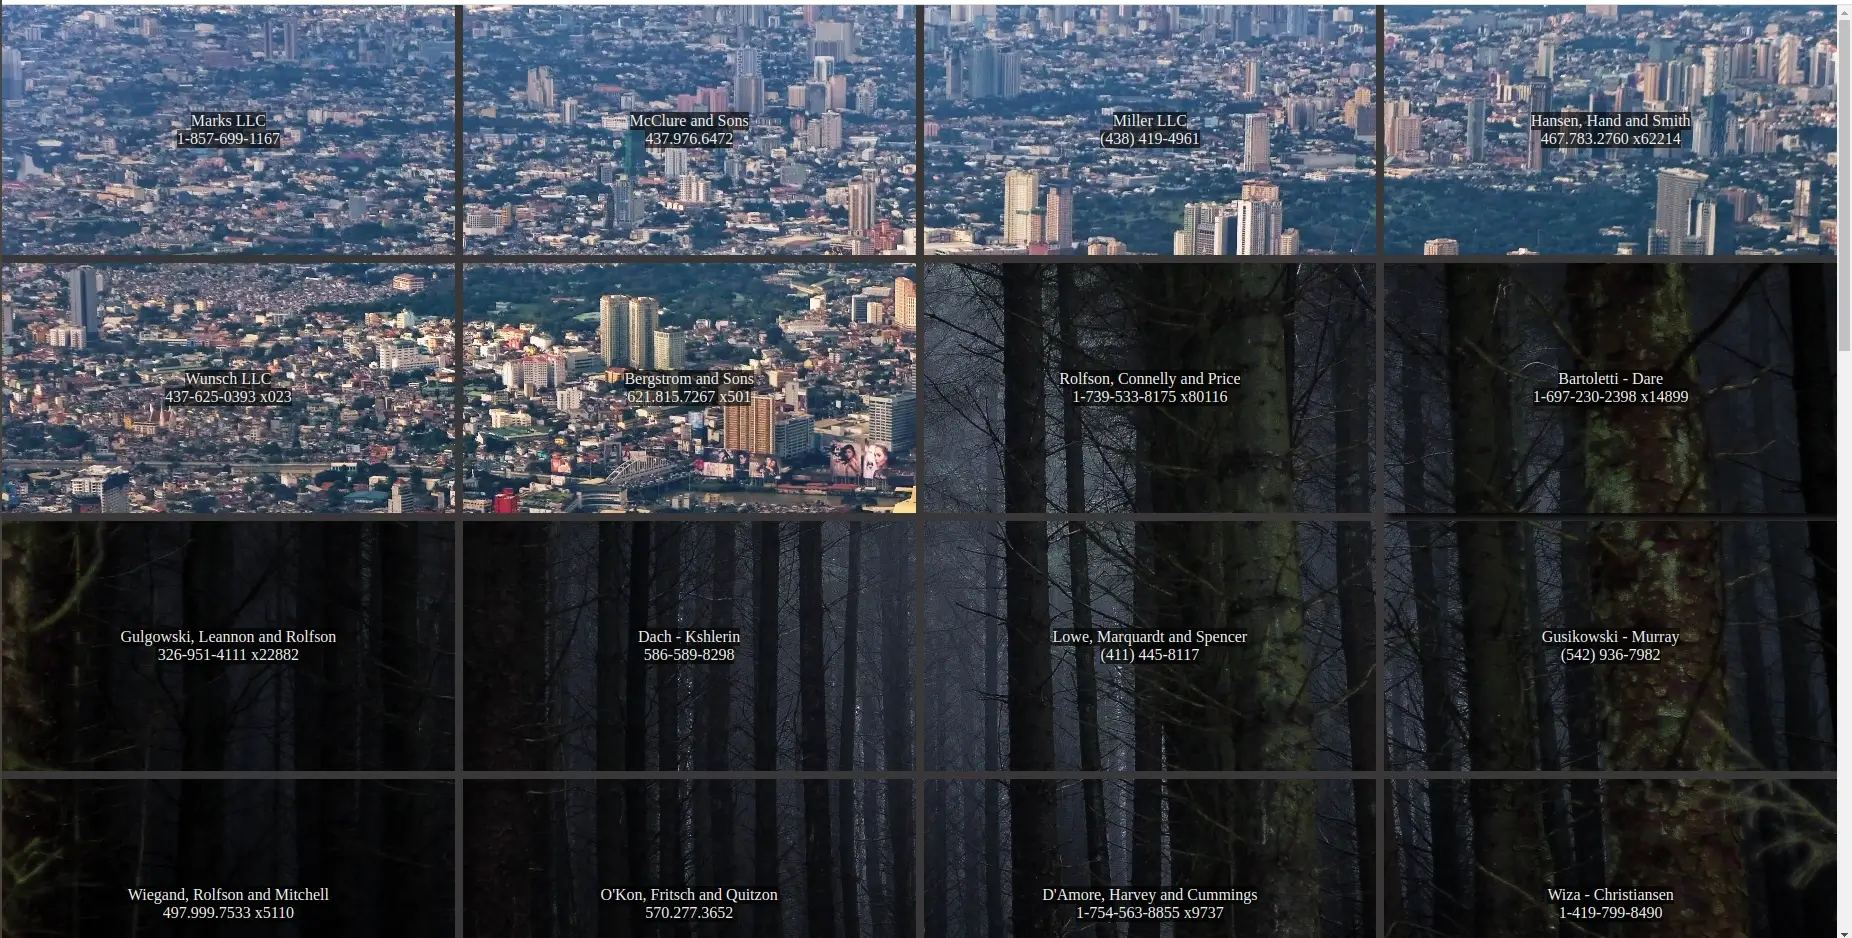 Marks LLC
1-857-699-1167
McClure and Sons
437.976.6472
Miller LLC
(438) 419-4961
Hansen, Hand and Smith
467.783.2760 x62214
Wunsch LLC
437-625-0393 x023
Bergstrom and Sons
621.815.7267 x501
Rolfson, Connelly and Price
1-739-533-8175 x80116
Bartoletti - Dare
1-697-230-2398 x14899
Gulgowski, Leannon and Rolfson
326-951-4111 x22882
Dach - Kshlerin
586-589-8298
Lowe, Marquardt and Spencer
(411) 445-8117
Gusikowski - Murray
(542) 936-7982
Wiegand, Rolfson and Mitchell
497.999.7533 x5110
O'Kon, Fritsch and Quitzon
570.277.3652
D'Amore, Harvey and Cummings
1-754-563-8855 x9737
Wiza - Christiansen
1-419-799-8490